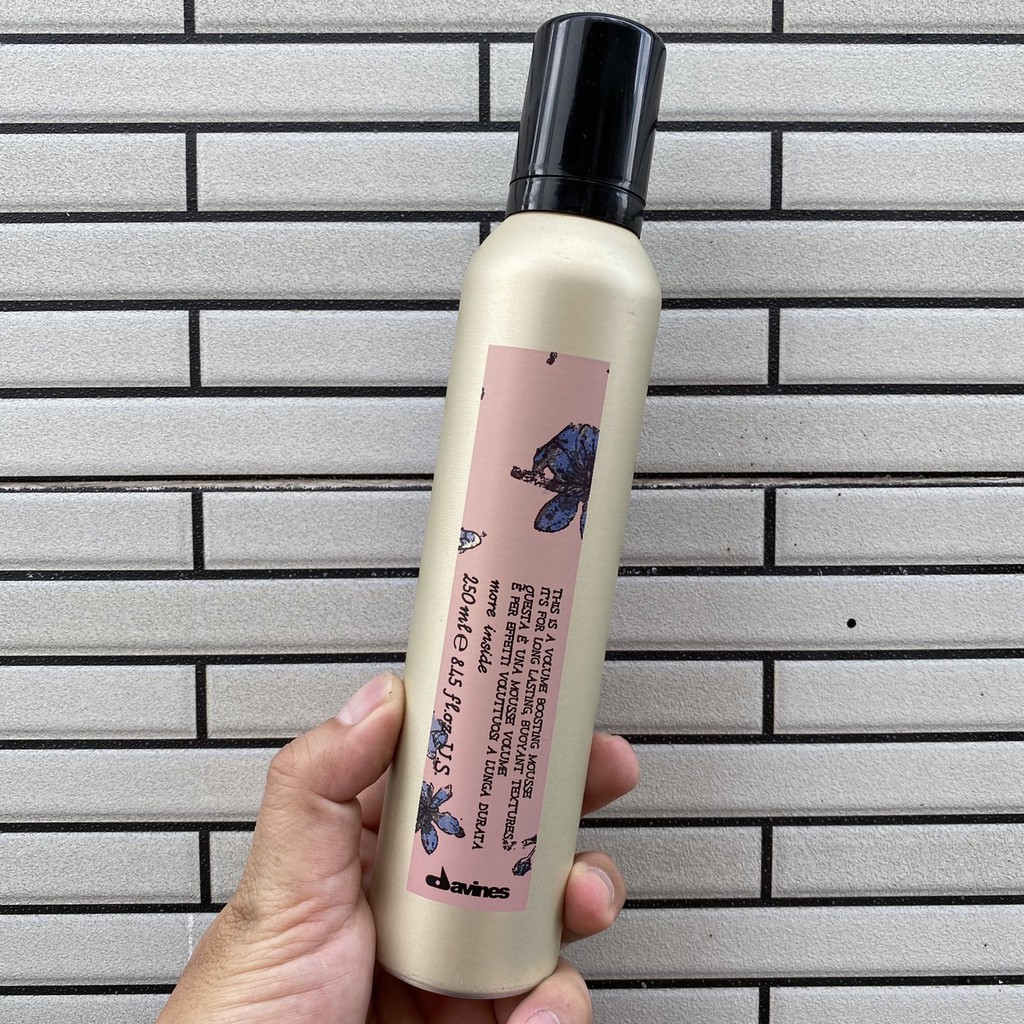 THIS IS A VOLUME BOOSTING MOUSSE
IT'S FOR LONG LASTING, BUOYANT TEXTURES.
QUESTA È UNA MOUSSE VOLUME
È PER EFFETTI VOLUTTUOSI A LUNGA DURATA
more inside
250 ml e 8.45 fl.oz. U.S.
davines